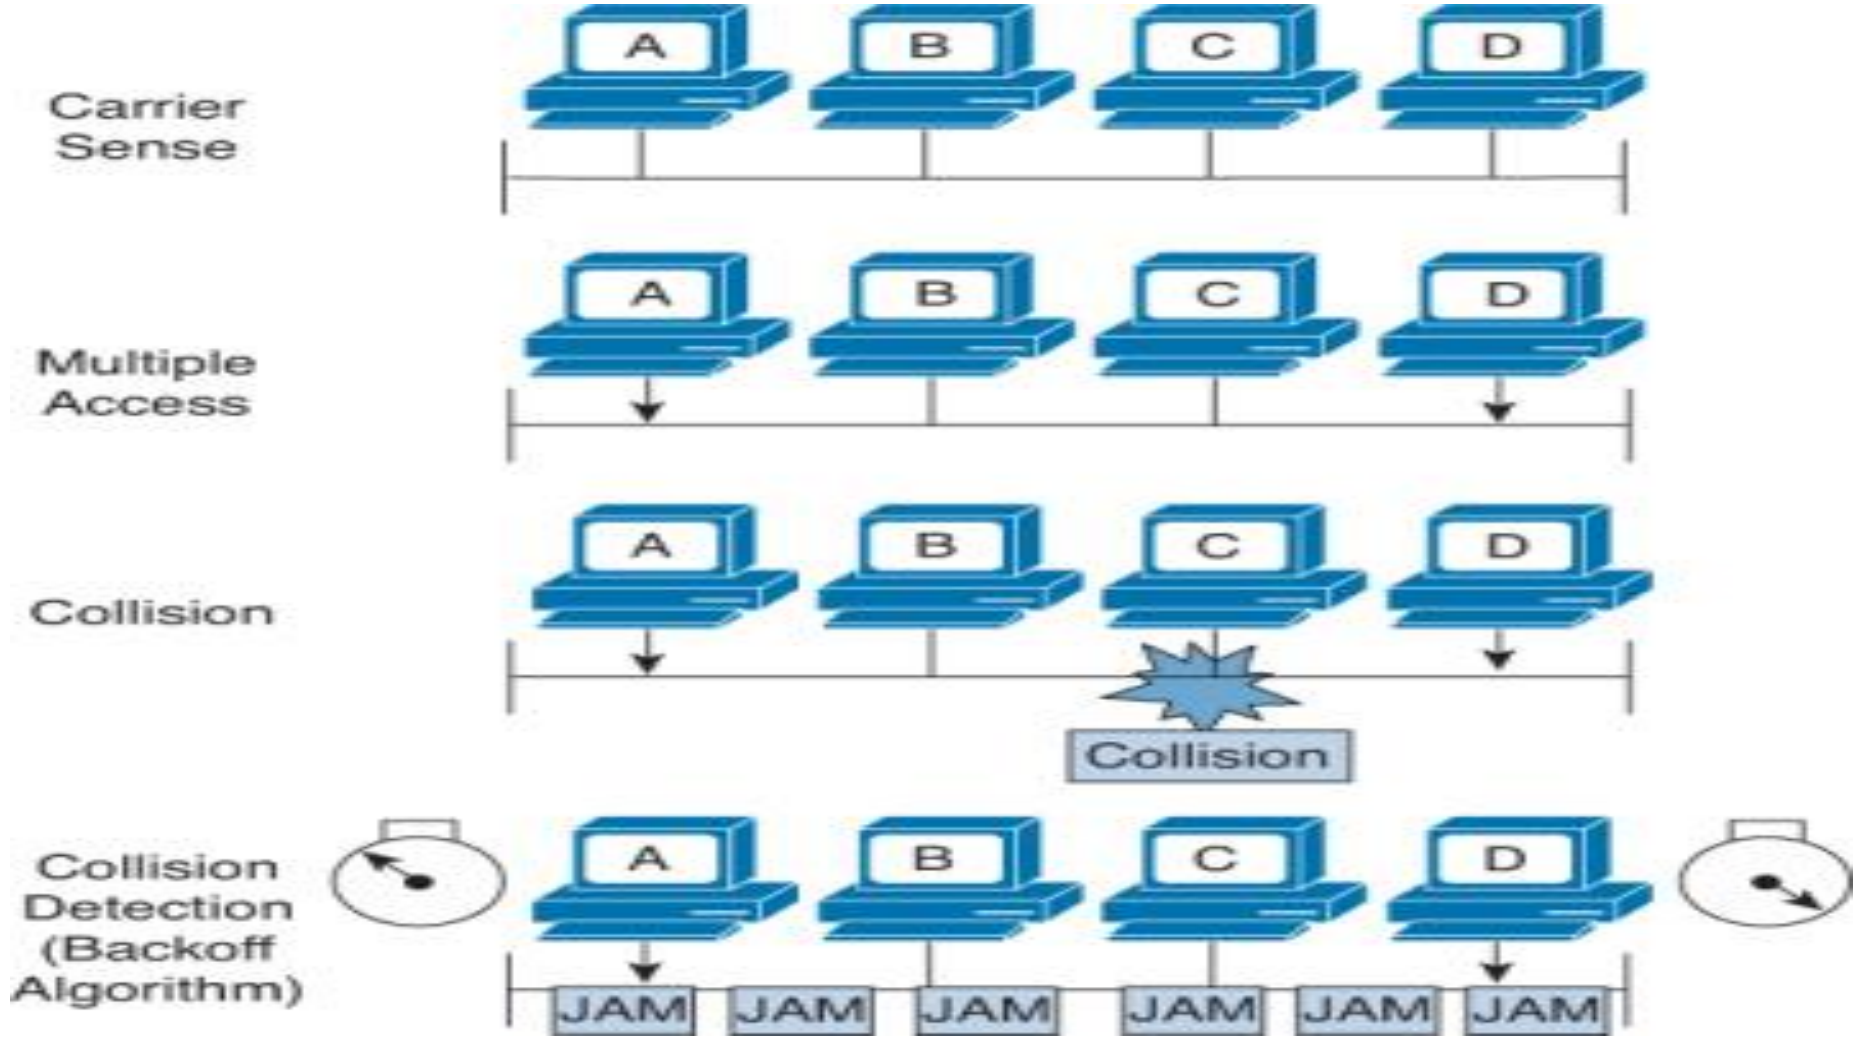 A B C D
Carrier
Sense
A B C D
Multiple
Access
A B C D
Collision
Collision
A B C D
Collision
Detection
(Backoff
Algorithm)
JAM JAM JAM JAM JAM JAM